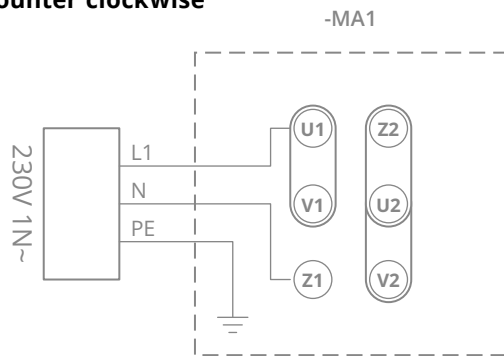 ounter clockwise
-MA1
230V 1N~
L1
N
PE
U1 Z2
V1 U2
Z1 V2